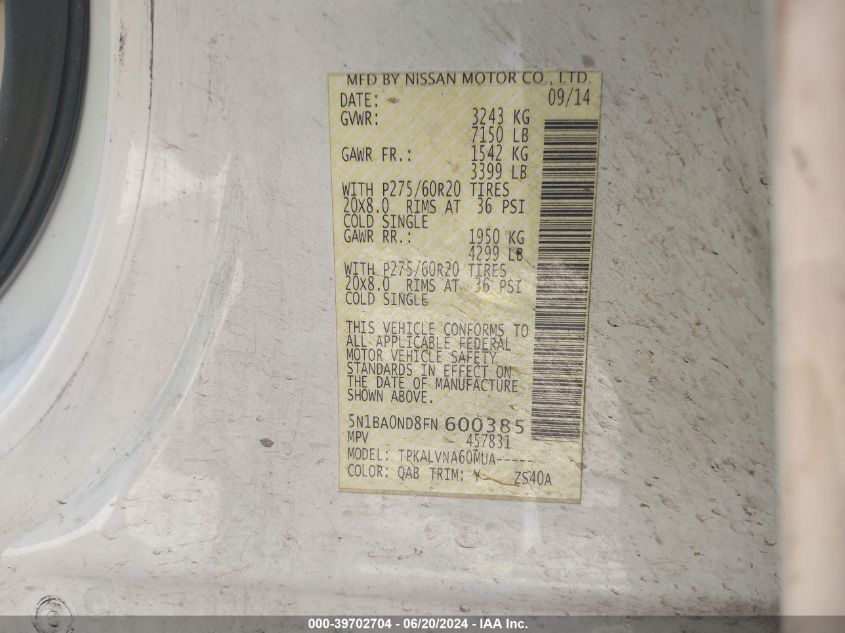 MFD BY NISSAN MOTOR CO., LTD.
DATE: 09/14
GVWR: 3243 KG
7150 LB
GAWR FR.: 1542 KG
3399 LB
WITH P275/60R20 TIRES
20X8.0 RIMS AT 36 PSI
COLD SINGLE
GAWR RR.: 1950 KG
4299 LB
WITH P275/60R20 TIRES
20X8.0 RIMS AT 36 PSI
COLD SINGLE
THIS VEHICLE CONFORMS TO
ALL APPLICABLE FEDERAL
MOTOR VEHICLE SAFETY
STANDARDS IN EFFECT ON
THE DATE OF MANUFACTURE
SHOWN ABOVE.
5N1BA0ND8FN 600385
MPV 457831
MODEL: TPKALVNA60MUA-----
COLOR: QAB TRIM: ZS40A
000-39702704 - 06/20/2024 - IAA Inc.